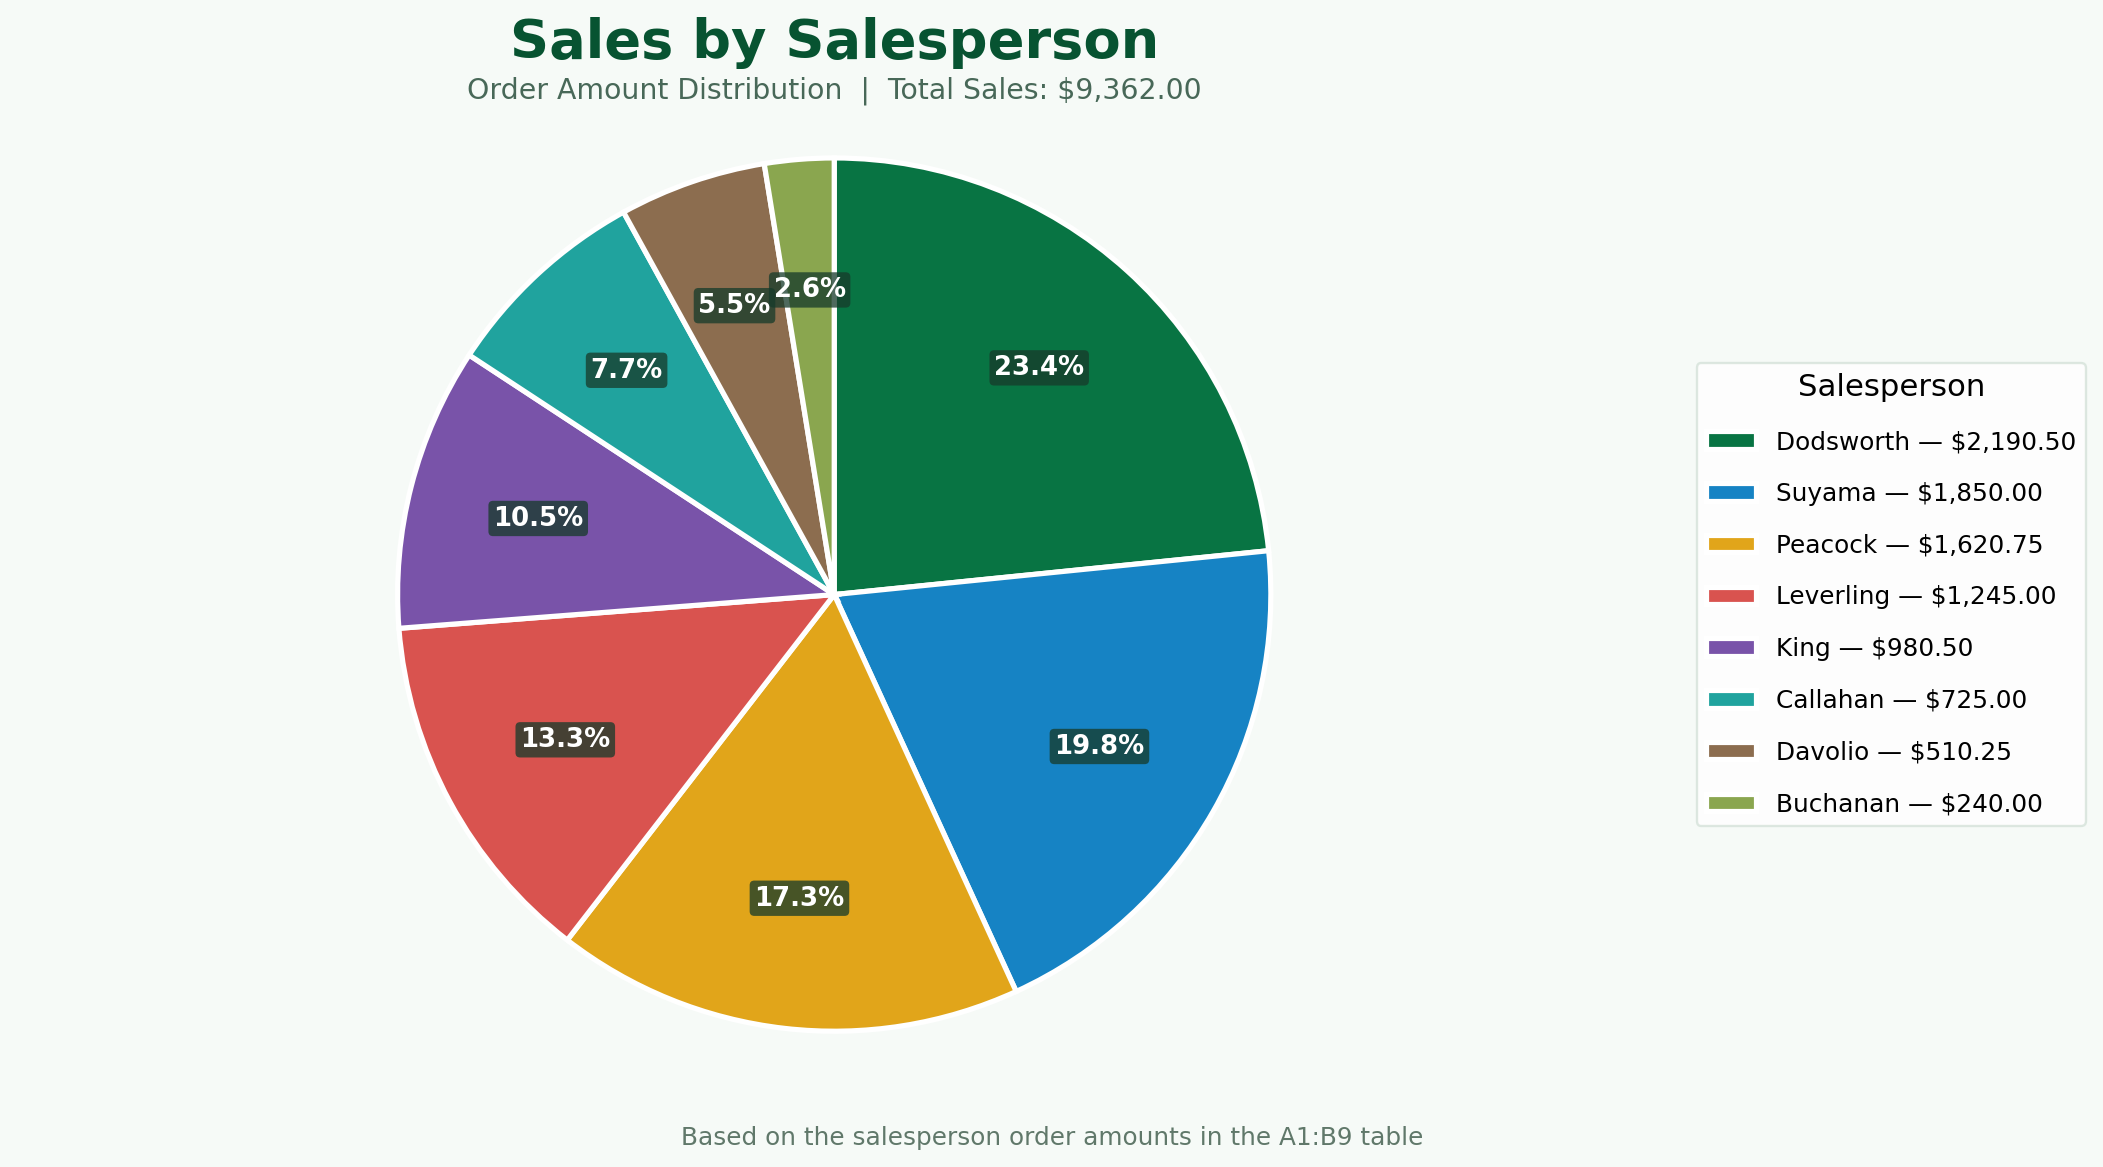 Sales by Salesperson
Order Amount Distribution | Total Sales: $9,362.00
2.6%
5.5%
23.4%
7.7%
10.5%
13.3%
19.8%
17.3%
Salesperson
Dodsworth — $2,190.50
Suyama — $1,850.00
Peacock — $1,620.75
Leverling — $1,245.00
King — $980.50
Callahan — $725.00
Davolio — $510.25
Buchanan — $240.00
Based on the salesperson order amounts in the A1:B9 table